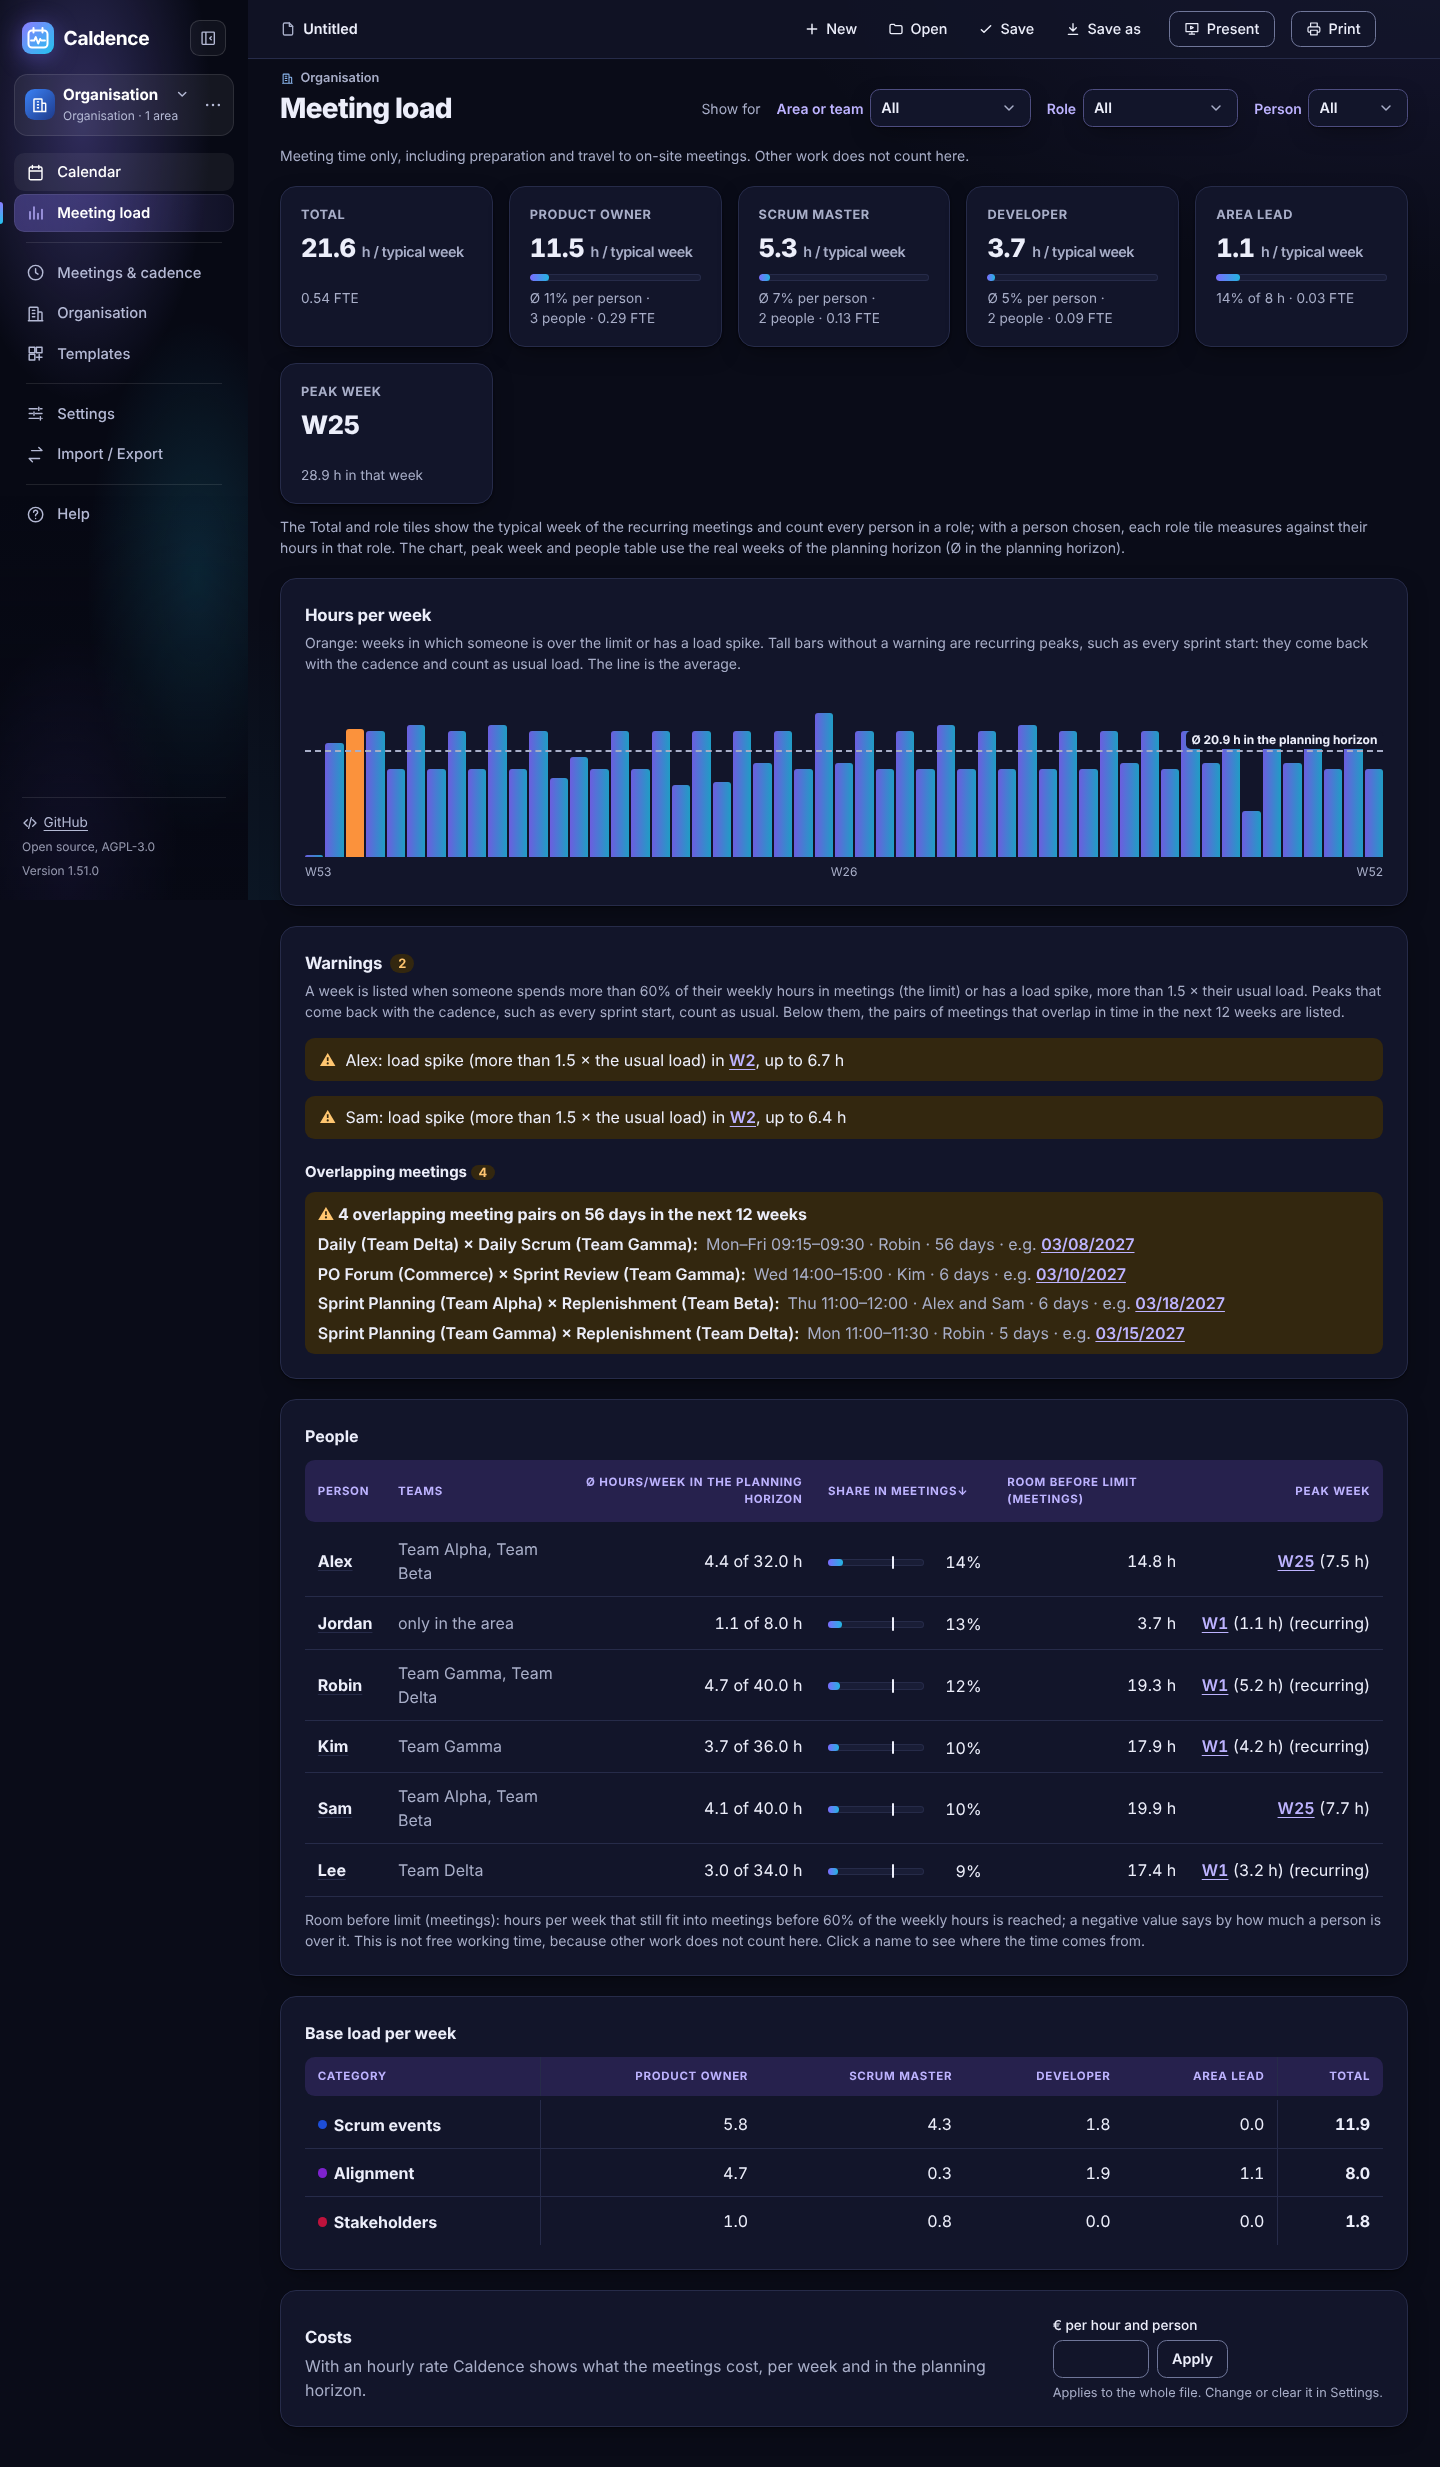 Caldence
Organisation
Organisation · 1 area
Calendar
Meeting load
Meetings & cadence
Organisation
Templates
Settings
Import / Export
Help
GitHub
Open source, AGPL-3.0
Version 1.51.0
Untitled
New
Open
Save
Save as
Present
Print
Organisation
Meeting load
Show for
Area or team
All
Role
All
Person
All
Meeting time only, including preparation and travel to on-site meetings. Other work does not count here.
TOTAL
21.6 h / typical week
0.54 FTE
PRODUCT OWNER
11.5 h / typical week
Ø 11% per person ·
3 people · 0.29 FTE
SCRUM MASTER
5.3 h / typical week
Ø 7% per person ·
2 people · 0.13 FTE
DEVELOPER
3.7 h / typical week
Ø 5% per person ·
2 people · 0.09 FTE
AREA LEAD
1.1 h / typical week
14% of 8 h · 0.03 FTE
PEAK WEEK
W25
28.9 h in that week
The Total and role tiles show the typical week of the recurring meetings and count every person in a role; with a person chosen, each role tile measures against their
hours in that role. The chart, peak week and people table use the real weeks of the planning horizon (Ø in the planning horizon).
Hours per week
Orange: weeks in which someone is over the limit or has a load spike. Tall bars without a warning are recurring peaks, such as every sprint start: they come back
with the cadence and count as usual load. The line is the average.
Ø 20.9 h in the planning horizon
W53
W26
W52
Warnings 2
A week is listed when someone spends more than 60% of their weekly hours in meetings (the limit) or has a load spike, more than 1.5 × their usual load. Peaks that
come back with the cadence, such as every sprint start, count as usual. Below them, the pairs of meetings that overlap in time in the next 12 weeks are listed.
Alex: load spike (more than 1.5 × the usual load) in W2, up to 6.7 h
Sam: load spike (more than 1.5 × the usual load) in W2, up to 6.4 h
Overlapping meetings 4
4 overlapping meeting pairs on 56 days in the next 12 weeks
Daily (Team Delta) × Daily Scrum (Team Gamma): Mon–Fri 09:15–09:30 · Robin · 56 days · e.g. 03/08/2027
PO Forum (Commerce) × Sprint Review (Team Gamma): Wed 14:00–15:00 · Kim · 6 days · e.g. 03/10/2027
Sprint Planning (Team Alpha) × Replenishment (Team Beta): Thu 11:00–12:00 · Alex and Sam · 6 days · e.g. 03/18/2027
Sprint Planning (Team Gamma) × Replenishment (Team Delta): Mon 11:00–11:30 · Robin · 5 days · e.g. 03/15/2027
People
PERSON
TEAMS
Ø HOURS/WEEK IN THE PLANNING
HORIZON
SHARE IN MEETINGS↓
ROOM BEFORE LIMIT
(MEETINGS)
PEAK WEEK
Alex
Team Alpha, Team
Beta
4.4 of 32.0 h
14%
14.8 h
W25 (7.5 h)
Jordan
only in the area
1.1 of 8.0 h
13%
3.7 h
W1 (1.1 h) (recurring)
Robin
Team Gamma, Team
Delta
4.7 of 40.0 h
12%
19.3 h
W1 (5.2 h) (recurring)
Kim
Team Gamma
3.7 of 36.0 h
10%
17.9 h
W1 (4.2 h) (recurring)
Sam
Team Alpha, Team
Beta
4.1 of 40.0 h
10%
19.9 h
W25 (7.7 h)
Lee
Team Delta
3.0 of 34.0 h
9%
17.4 h
W1 (3.2 h) (recurring)
Room before limit (meetings): hours per week that still fit into meetings before 60% of the weekly hours is reached; a negative value says by how much a person is
over it. This is not free working time, because other work does not count here. Click a name to see where the time comes from.
Base load per week
CATEGORY PRODUCT OWNER SCRUM MASTER DEVELOPER AREA LEAD TOTAL
Scrum events 5.8 4.3 1.8 0.0 11.9
Alignment 4.7 0.3 1.9 1.1 8.0
Stakeholders 1.0 0.8 0.0 0.0 1.8
Costs
With an hourly rate Caldence shows what the meetings cost, per week and in the planning
horizon.
€ per hour and person
Apply
Applies to the whole file. Change or clear it in Settings.